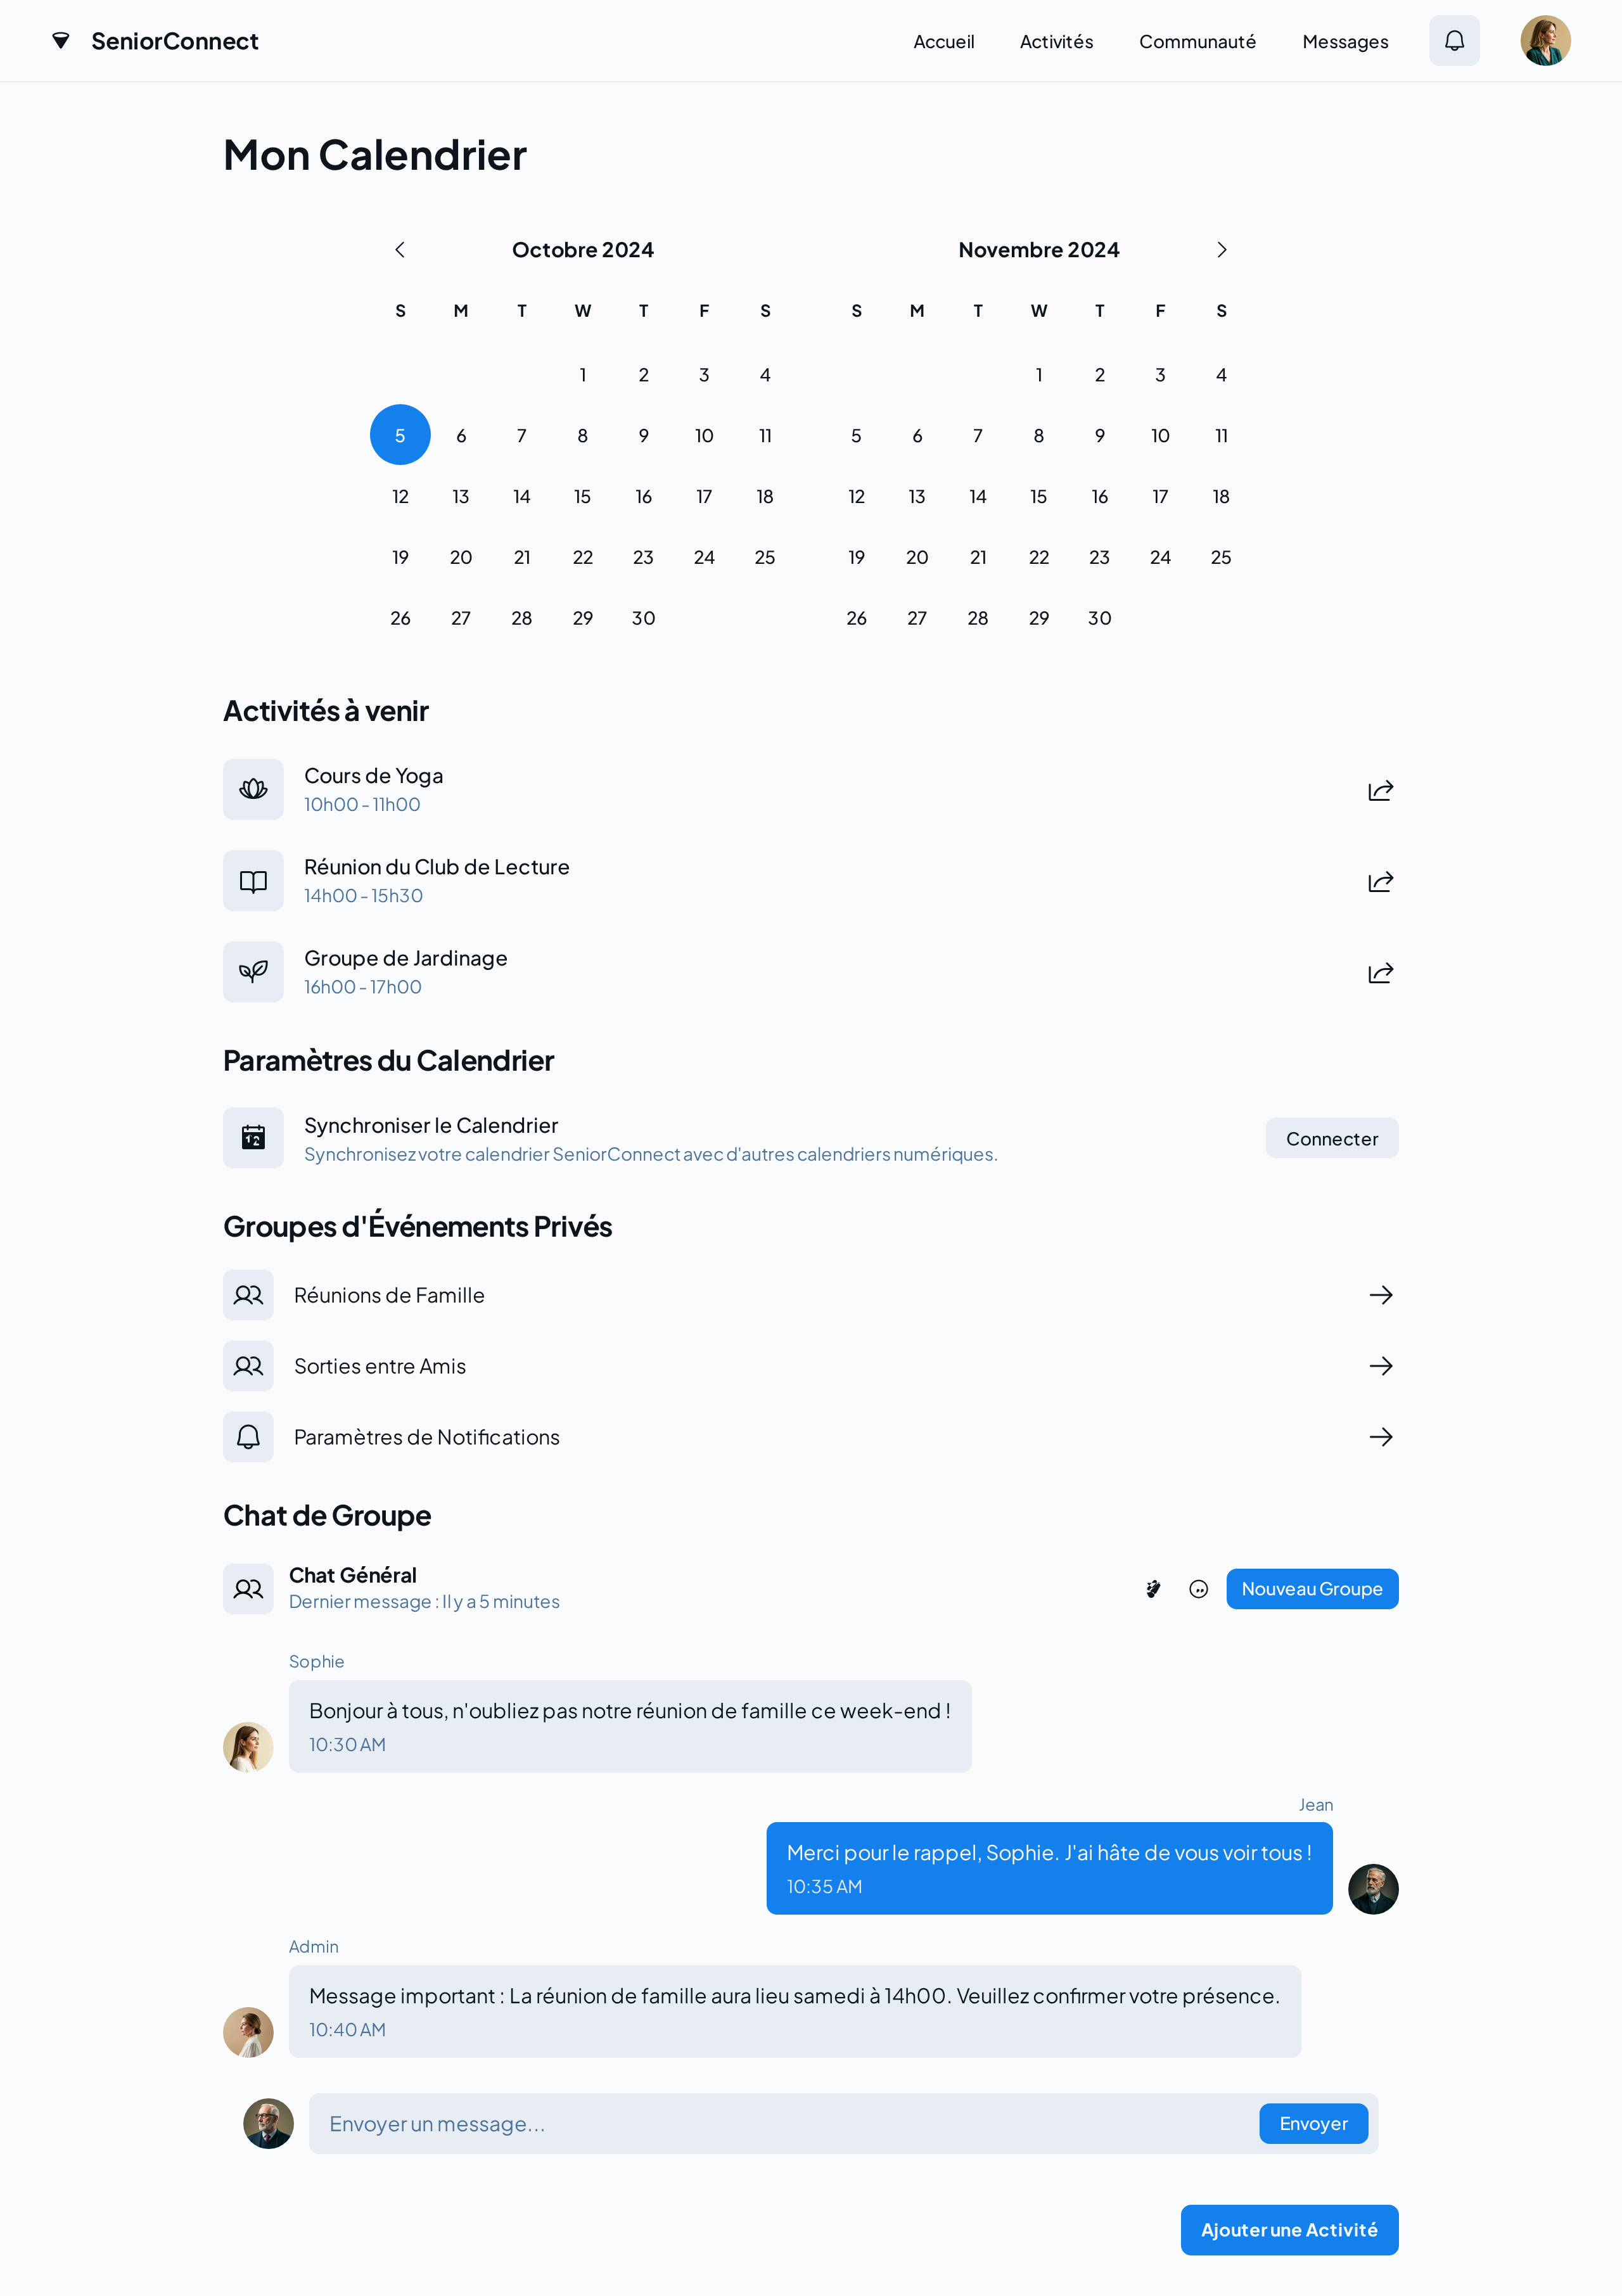 SeniorConnect
Accueil Activités Communauté Messages
Mon Calendrier
Octobre 2024
S M T W T F S
1 2 3 4
5 6 7 8 9 10 11
12 13 14 15 16 17 18
19 20 21 22 23 24 25
26 27 28 29 30
Novembre 2024
S M T W T F S
1 2 3 4
5 6 7 8 9 10 11
12 13 14 15 16 17 18
19 20 21 22 23 24 25
26 27 28 29 30
Activités à venir
Cours de Yoga
10h00 - 11h00
Réunion du Club de Lecture
14h00 - 15h30
Groupe de Jardinage
16h00 - 17h00
Paramètres du Calendrier
12
Synchroniser le Calendrier
Synchronisez votre calendrier SeniorConnect avec d'autres calendriers numériques.
Connecter
Groupes d'Événements Privés
Réunions de Famille
Sorties entre Amis
Paramètres de Notifications
Chat de Groupe
Chat Général
Dernier message : Il y a 5 minutes
Nouveau Groupe
Sophie
Bonjour à tous, n'oubliez pas notre réunion de famille ce week-end !
10:30 AM
Jean
Merci pour le rappel, Sophie. J'ai hâte de vous voir tous !
10:35 AM
Admin
Message important : La réunion de famille aura lieu samedi à 14h00. Veuillez confirmer votre présence.
10:40 AM
Envoyer un message...
Envoyer
Ajouter une Activité